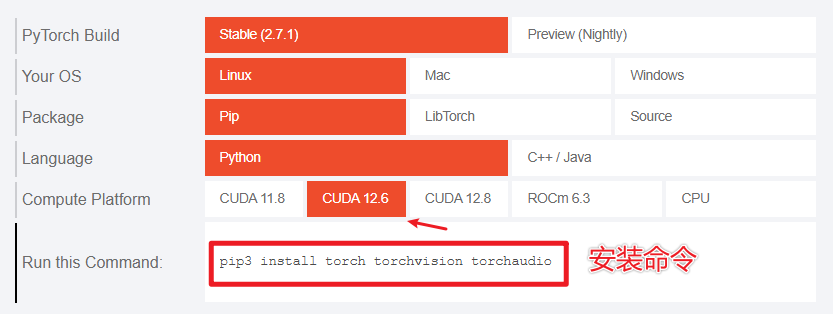 PyTorch Build Stable (2.7.1) Preview (Nightly)
Your OS Linux Mac Windows
Package Pip LibTorch Source
Language Python C++ / Java
Compute Platform CUDA 11.8 CUDA 12.6 CUDA 12.8 ROCm 6.3 CPU
Run this Command: pip3 install torch torchvision torchaudio 安装命令